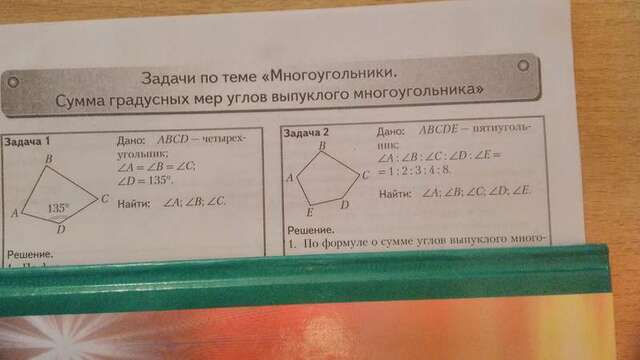 Задачи по теме «Многоугольники.
Сумма градусных мер углов выпуклого многоугольника»
Задача 1
Дано: ABCD — четырех-
угольник;
∠A = ∠B = ∠C;
∠D = 135°.
Найти: ∠A; ∠B; ∠C.
B
A
135°
C
D
Решение.
Задача 2
Дано: ABCDE — пятиуголь-
ник;
∠A : ∠B : ∠C : ∠D : ∠E =
= 1 : 2 : 3 : 4 : 8.
Найти: ∠A; ∠B; ∠C; ∠D; ∠E.
B
A
C
E
D
Решение.
1. По формуле о сумме углов выпуклого много-